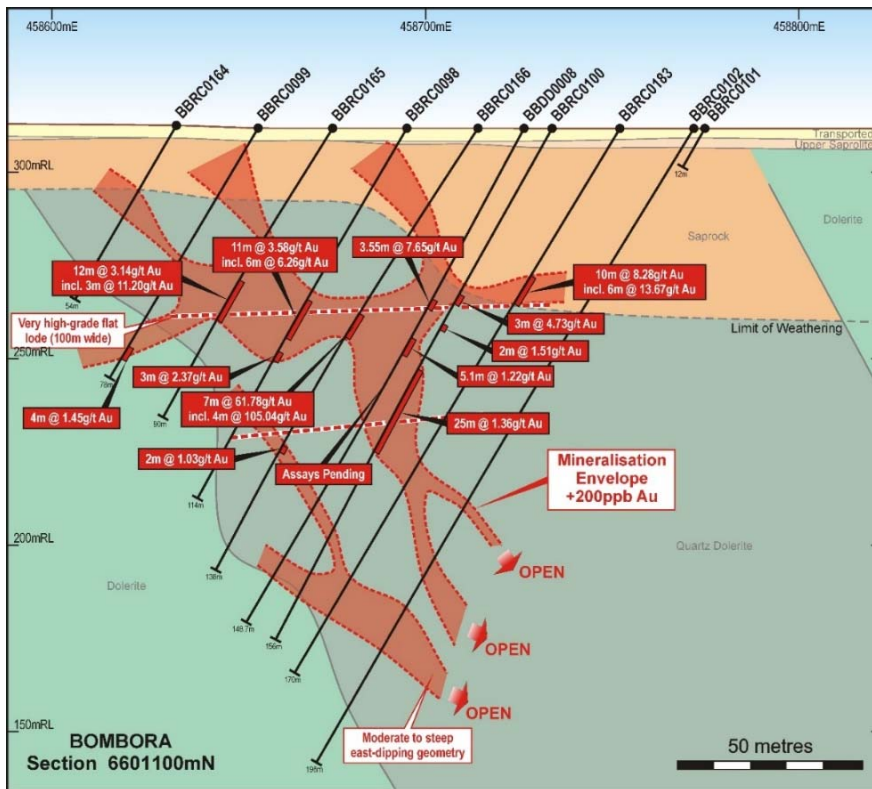 458600mE
458700mE
458800mE
BBRC0164
BBRC0099
BBRC0165
BBRC0098
BBRC0166
BBDD0008
BBRC0100
BBRC0183
BBRC0102
BBRC0101
Transported
Upper Saprolite
12m
300mRL
Dolerite
Saprock
11m @ 3.58g/t Au
incl. 6m @ 6.26g/t Au
3.55m @ 7.65g/t Au
12m @ 3.14g/t Au
incl. 3m @ 11.20g/t Au
10m @ 8.28g/t Au
incl. 6m @ 13.67g/t Au
54m
Very high-grade flat
lode (100m wide)
3m @ 4.73g/t Au
Limit of Weathering
250mRL
2m @ 1.51g/t Au
78m
3m @ 2.37g/t Au
5.1m @ 1.22g/t Au
7m @ 61.78g/t Au
incl. 4m @ 105.04g/t Au
4m @ 1.45g/t Au
90m
25m @ 1.36g/t Au
2m @ 1.03g/t Au
Assays Pending
Mineralisation
Envelope
+200ppb Au
114m
200mRL
Quartz Dolerite
OPEN
138m
Dolerite
148.7m
156m
OPEN
170m
OPEN
150mRL
Moderate to steep
east-dipping geometry
BOMBORA
Section 6601100mN
50 metres
198m